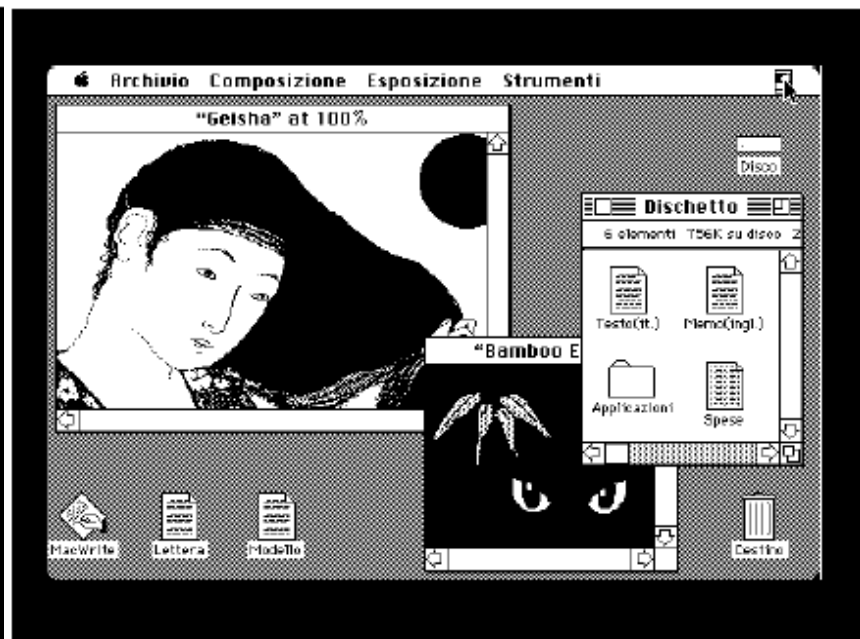 Archivio Composizione Esposizione Strumenti
“Geisha” at 100%
Disco
Dischetto
6 elementi 756K su disco 2
Testo(it.) Memo(ingl.)
Applicazioni Spese
“Bamboo E
MacWrite Lettera Modello Cestino